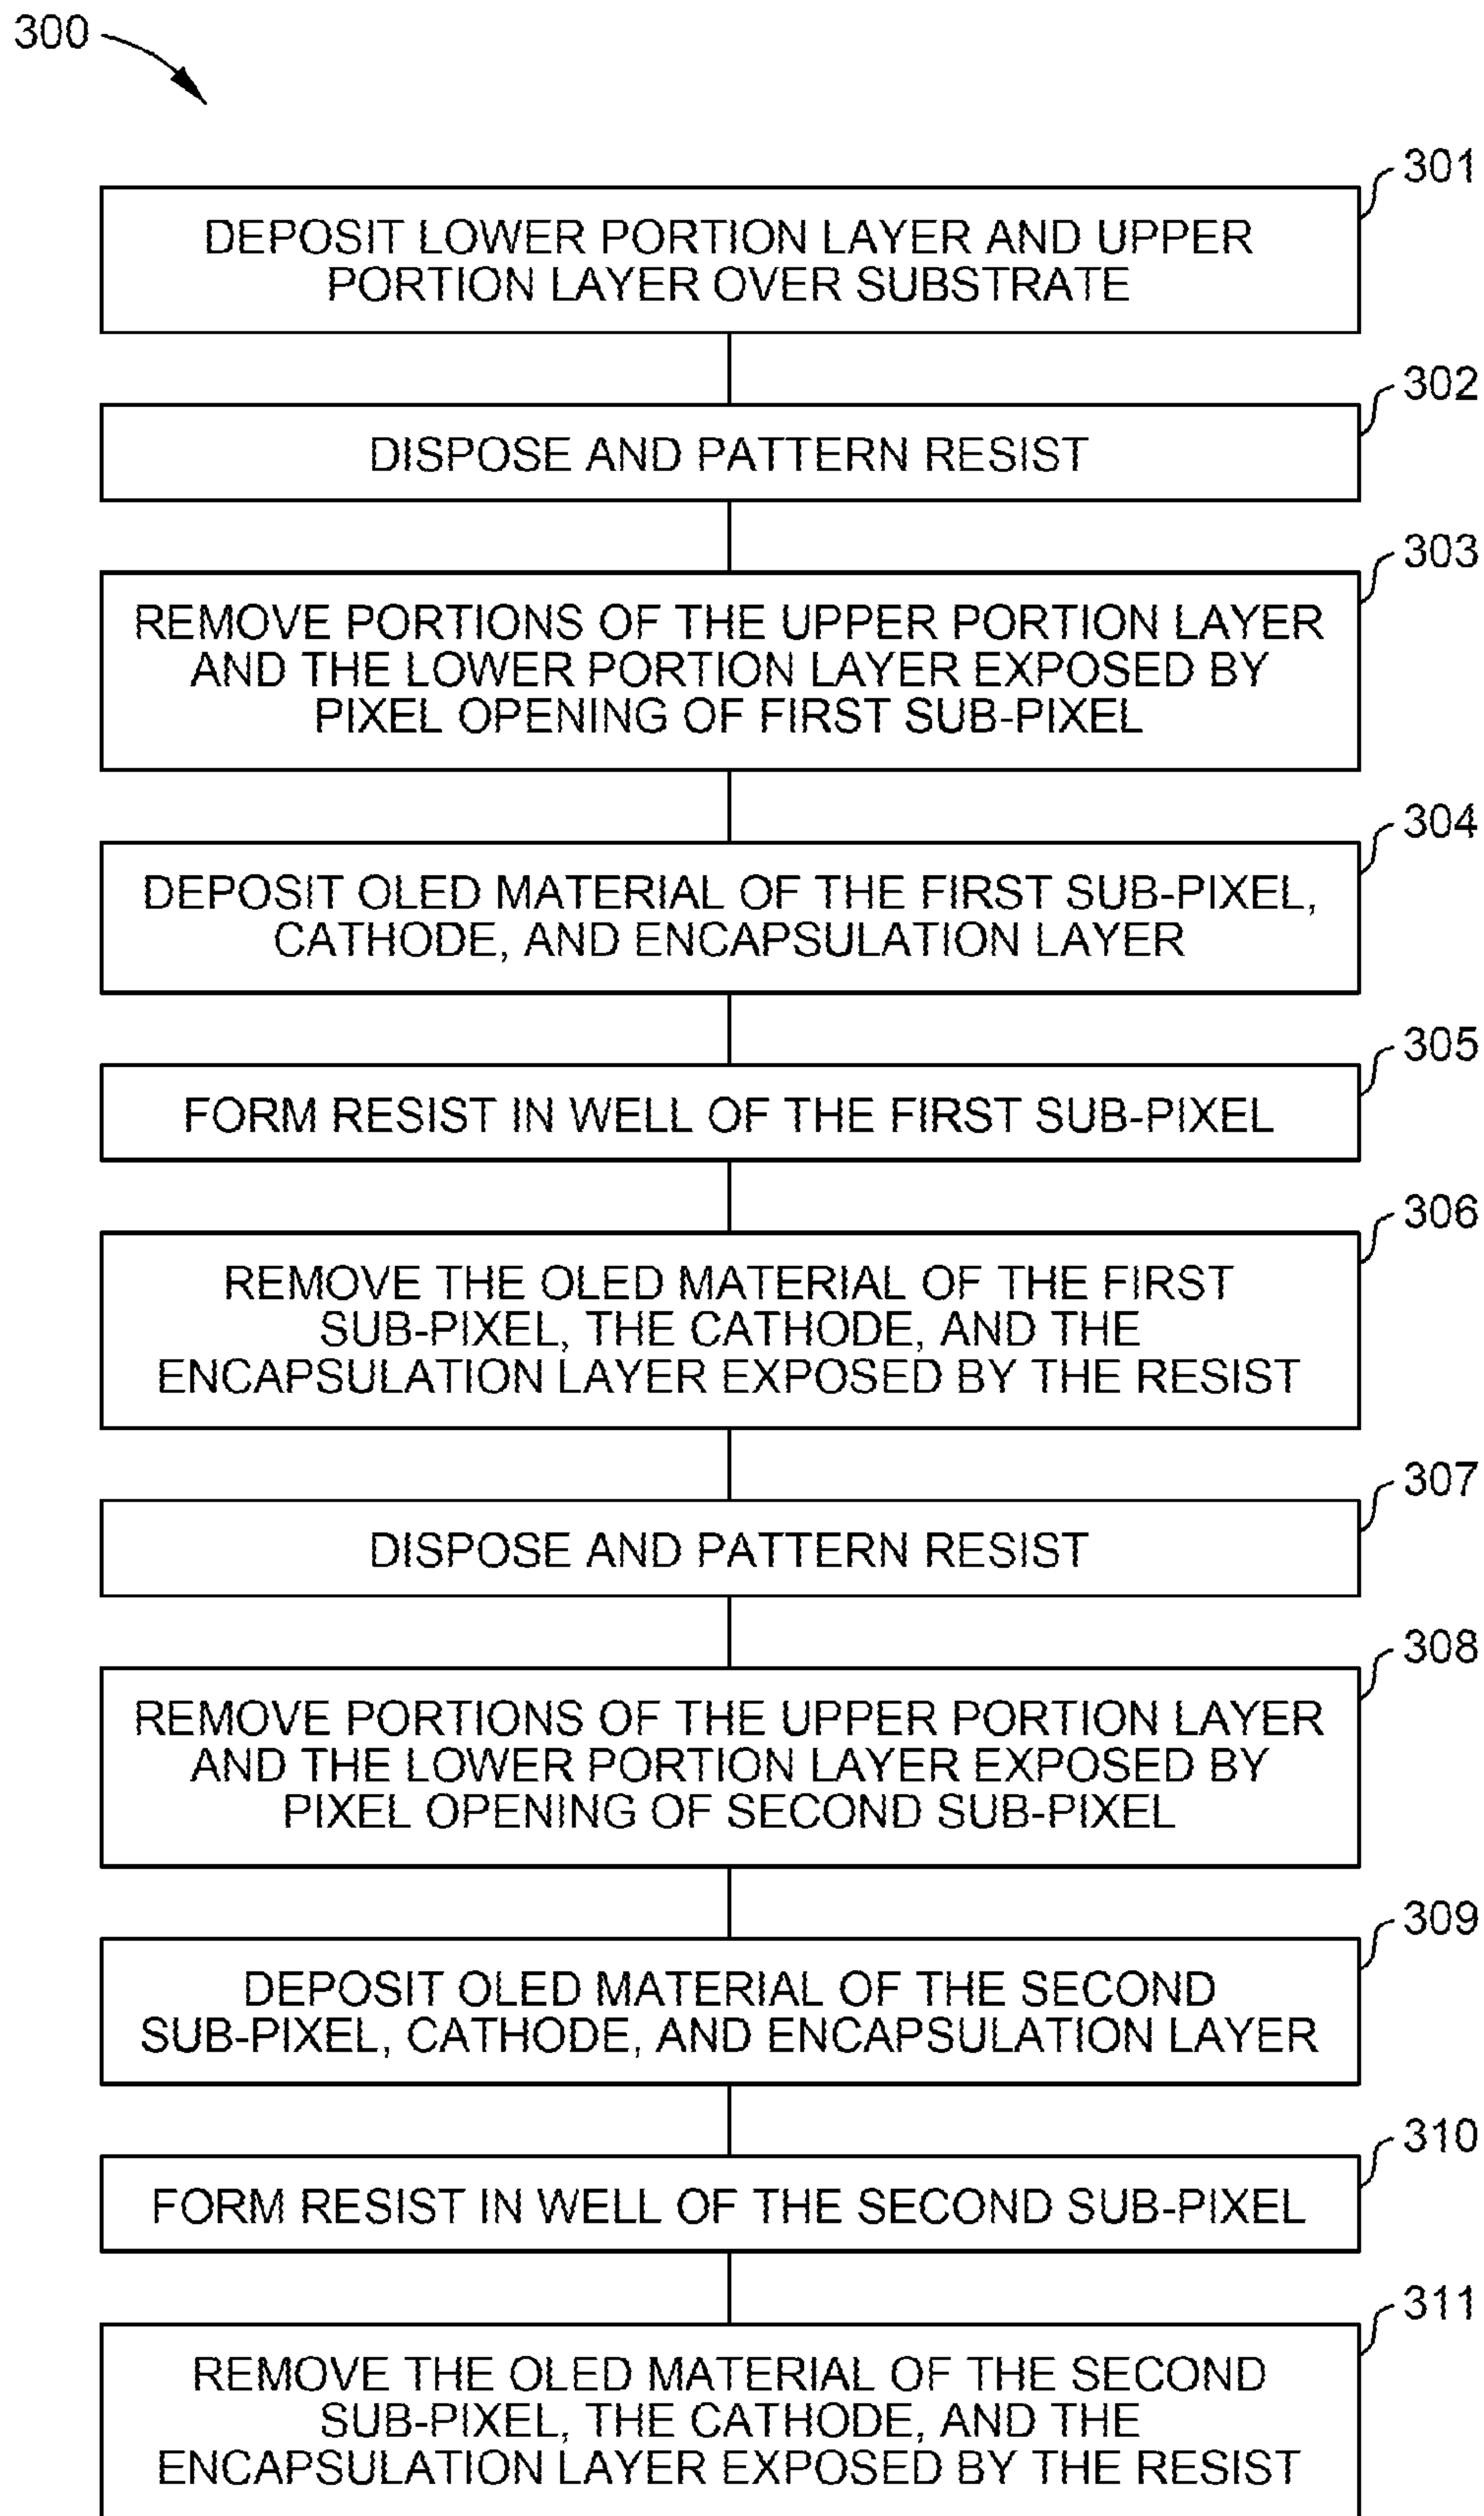 300
301
DEPOSIT LOWER PORTION LAYER AND UPPER
PORTION LAYER OVER SUBSTRATE
302
DISPOSE AND PATTERN RESIST
303
REMOVE PORTIONS OF THE UPPER PORTION LAYER
AND THE LOWER PORTION LAYER EXPOSED BY
PIXEL OPENING OF FIRST SUB-PIXEL
304
DEPOSIT OLED MATERIAL OF THE FIRST SUB-PIXEL,
CATHODE, AND ENCAPSULATION LAYER
305
FORM RESIST IN WELL OF THE FIRST SUB-PIXEL
306
REMOVE THE OLED MATERIAL OF THE FIRST
SUB-PIXEL, THE CATHODE, AND THE
ENCAPSULATION LAYER EXPOSED BY THE RESIST
307
DISPOSE AND PATTERN RESIST
308
REMOVE PORTIONS OF THE UPPER PORTION LAYER
AND THE LOWER PORTION LAYER EXPOSED BY
PIXEL OPENING OF SECOND SUB-PIXEL
309
DEPOSIT OLED MATERIAL OF THE SECOND
SUB-PIXEL, CATHODE, AND ENCAPSULATION LAYER
310
FORM RESIST IN WELL OF THE SECOND SUB-PIXEL
311
REMOVE THE OLED MATERIAL OF THE SECOND
SUB-PIXEL, THE CATHODE, AND THE
ENCAPSULATION LAYER EXPOSED BY THE RESIST